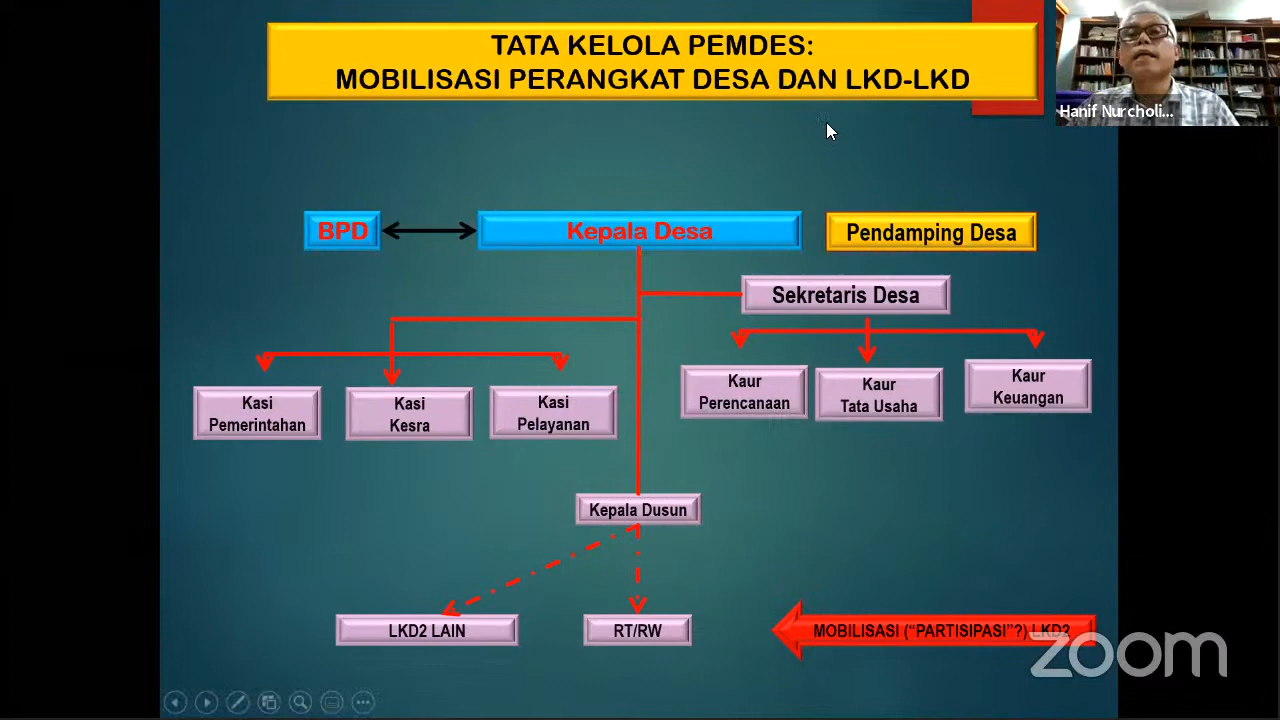 TATA KELOLA PEMDES:
MOBILISASI PERANGKAT DESA DAN LKD-LKD
Hanif Nurcholi...
BPD
Kepala Desa
Pendamping Desa
Sekretaris Desa
Kasi
Pemerintahan
Kasi
Kesra
Kasi
Pelayanan
Kaur
Perencanaan
Kaur
Tata Usaha
Kaur
Keuangan
Kepala Dusun
LKD2 LAIN
RT/RW
MOBILISASI (“PARTISIPASI”?) LKD2
zoom